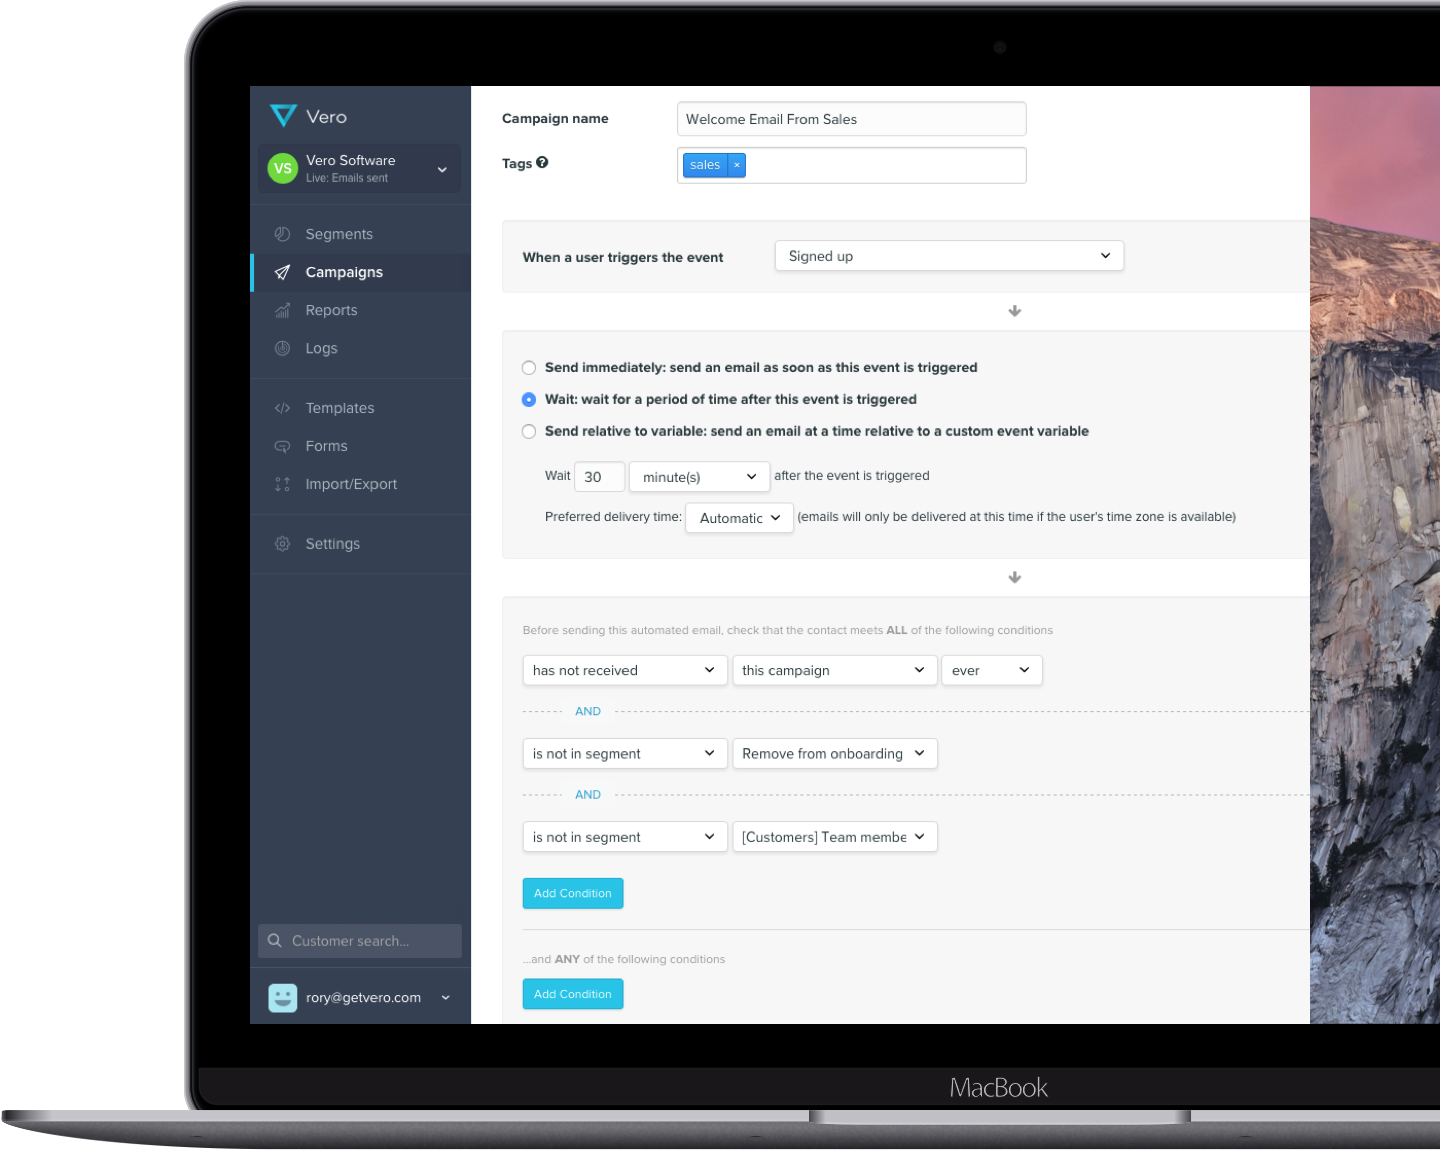 Vero
VS
Vero Software
Live: Emails sent
Segments
Campaigns
Reports
Logs
Templates
Forms
Import/Export
Settings
Customer search...
rory@getvero.com
Campaign name
Welcome Email From Sales
Tags ?
sales ×
When a user triggers the event
Signed up
Send immediately: send an email as soon as this event is triggered
Wait: wait for a period of time after this event is triggered
Send relative to variable: send an email at a time relative to a custom event variable
Wait 30 minute(s) after the event is triggered
Preferred delivery time: Automatic (emails will only be delivered at this time if the user's time zone is available)
Before sending this automated email, check that the contact meets ALL of the following conditions
has not received this campaign ever
AND
is not in segment Remove from onboarding
AND
is not in segment [Customers] Team membe
Add Condition
...and ANY of the following conditions
Add Condition
MacBook